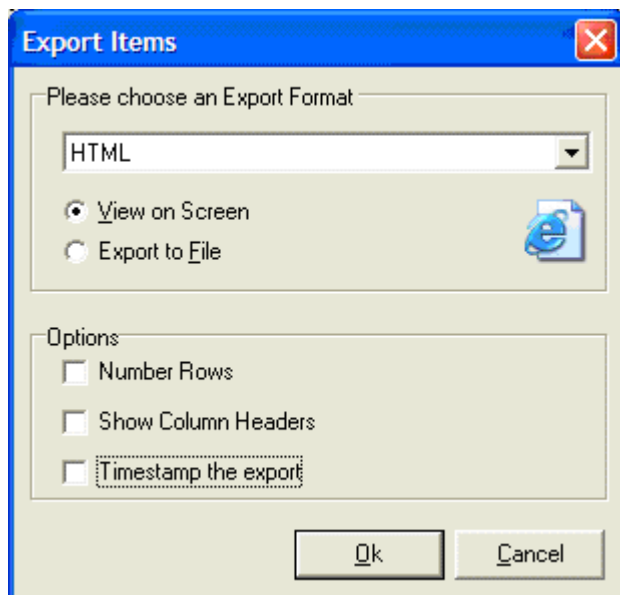 Export Items
Please choose an Export Format
HTML
View on Screen
Export to File
Options
Number Rows
Show Column Headers
Timestamp the export
Ok
Cancel